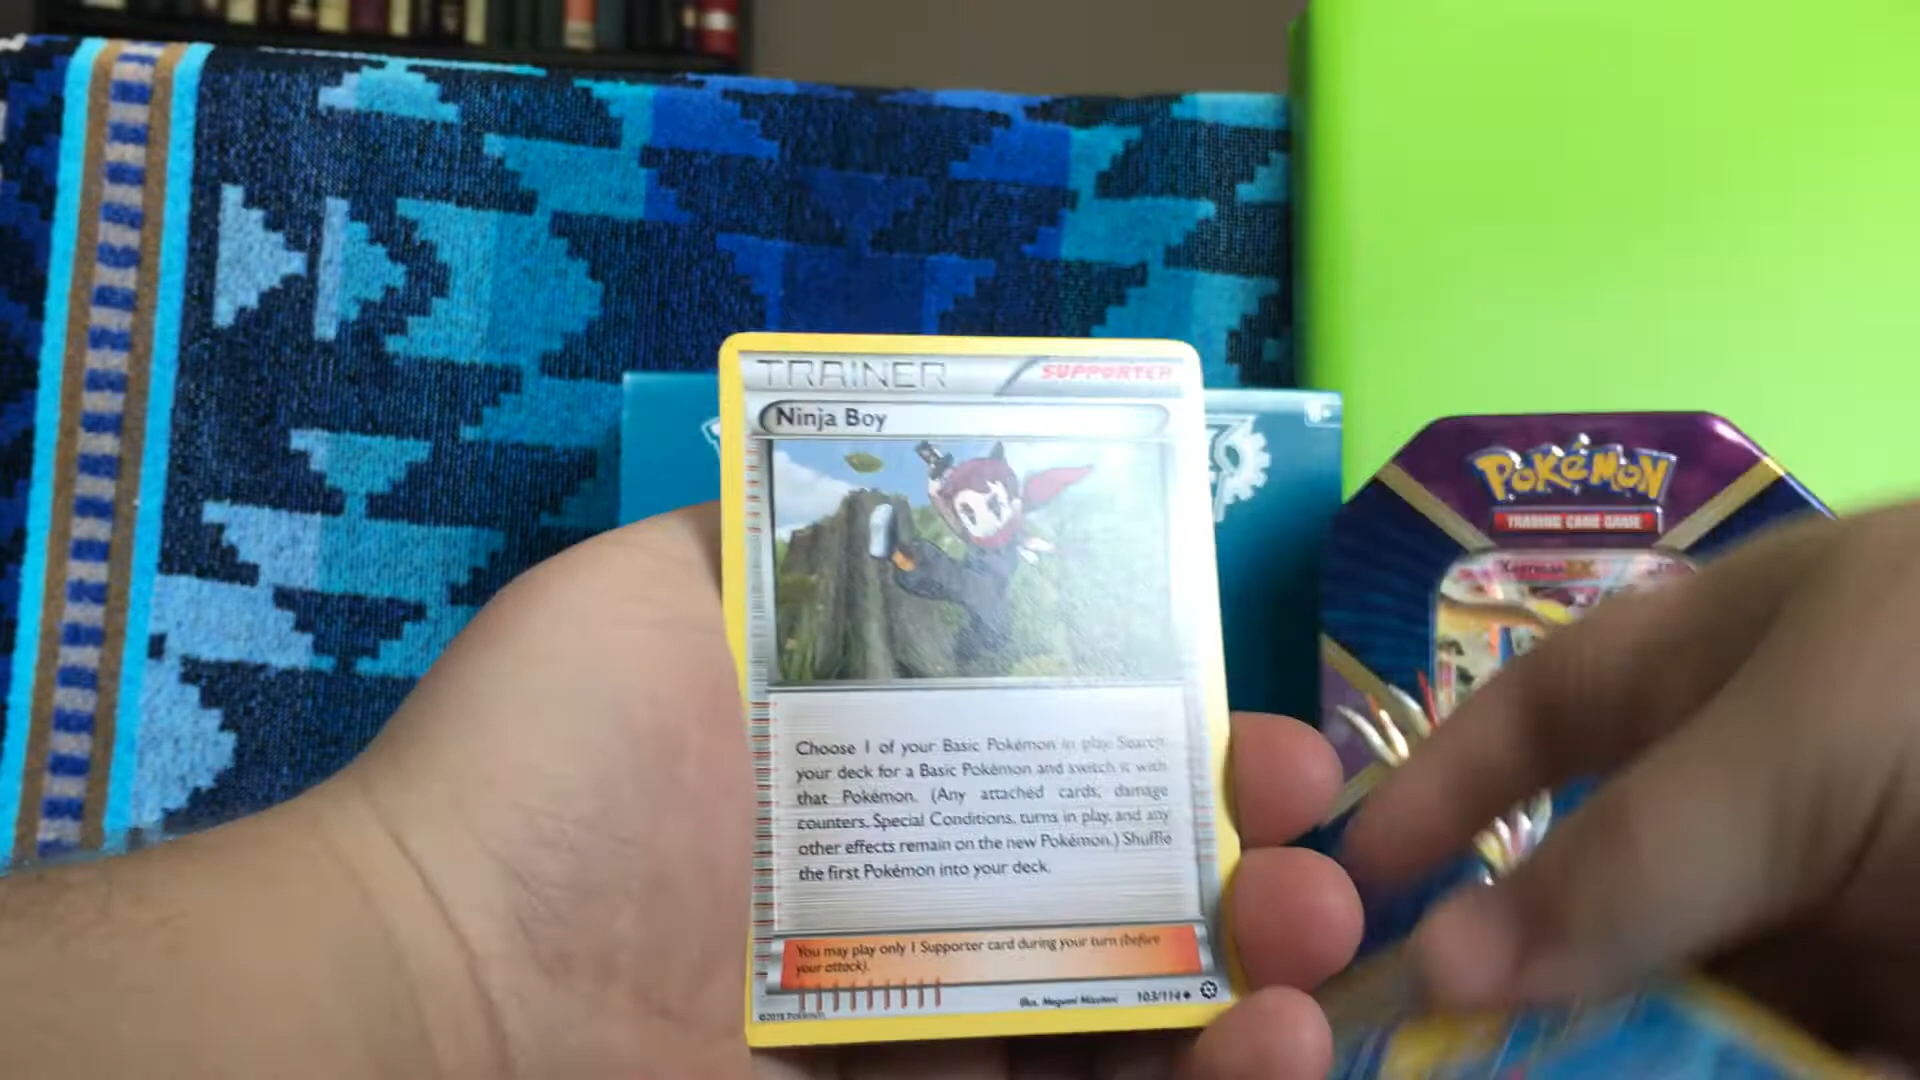 TRAINER
SUPPORTER
Ninja Boy
Choose 1 of your Basic Pokémon in play. Search
your deck for a Basic Pokémon and switch it with
that Pokémon. (Any attached cards, damage
counters, Special Conditions, turns in play, and any
other effects remain on the new Pokémon.) Shuffle
the first Pokémon into your deck.
You may play only 1 Supporter card during your turn (before
your attack).
Illus. Megumi Mizutani
103/114
POKéMON
TRADING CARD GAME